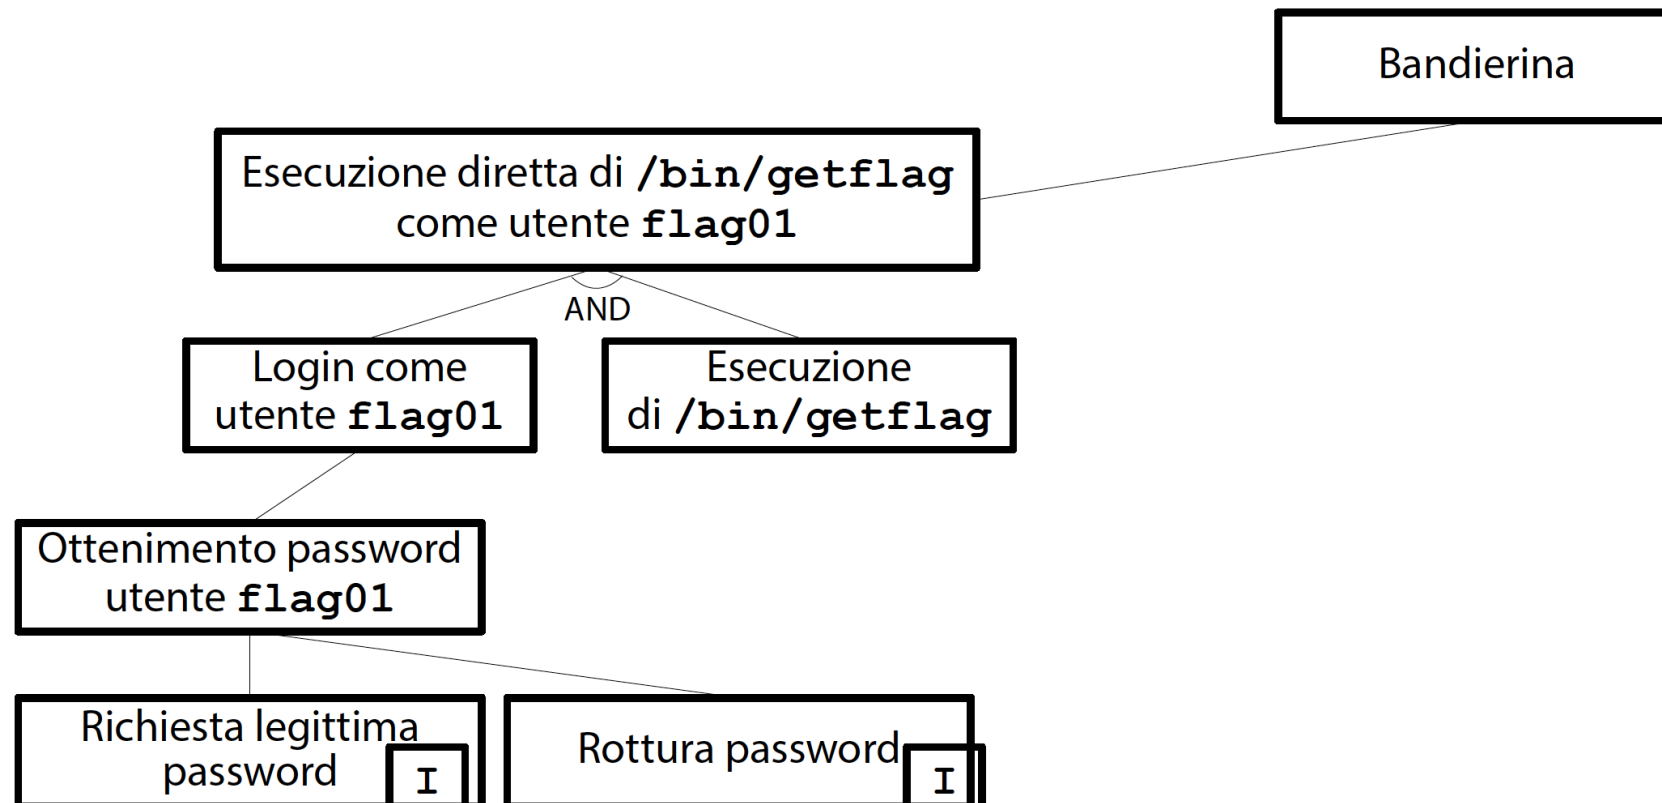 Bandierina
Esecuzione diretta di /bin/getflag
come utente flag01
AND
Login come
utente flag01
Esecuzione
di /bin/getflag
Ottenimento password
utente flag01
Richiesta legittima
password
I
Rottura password
I